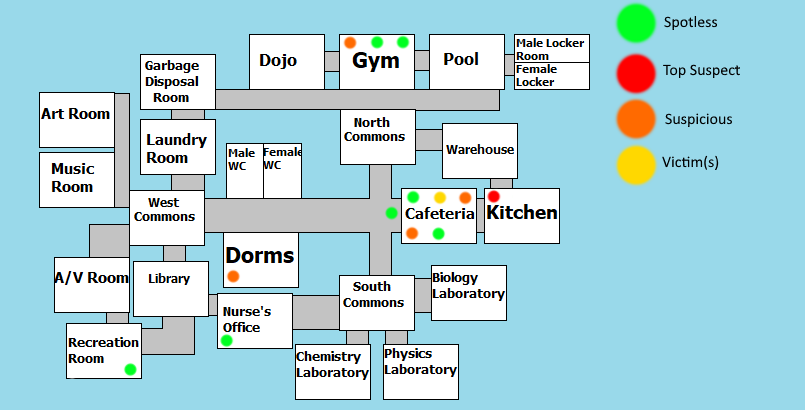 Spotless
Top Suspect
Suspicious
Victim(s)
Dojo
Gym
Pool
Male Locker
Room
Female
Locker
Garbage
Disposal
Room
Art Room
Music
Room
Laundry
Room
North
Commons
Warehouse
Male
WC
Female
WC
West
Commons
Cafeteria
Kitchen
Dorms
A/V Room
Library
Nurse's
Office
South
Commons
Biology
Laboratory
Recreation
Room
Chemistry
Laboratory
Physics
Laboratory